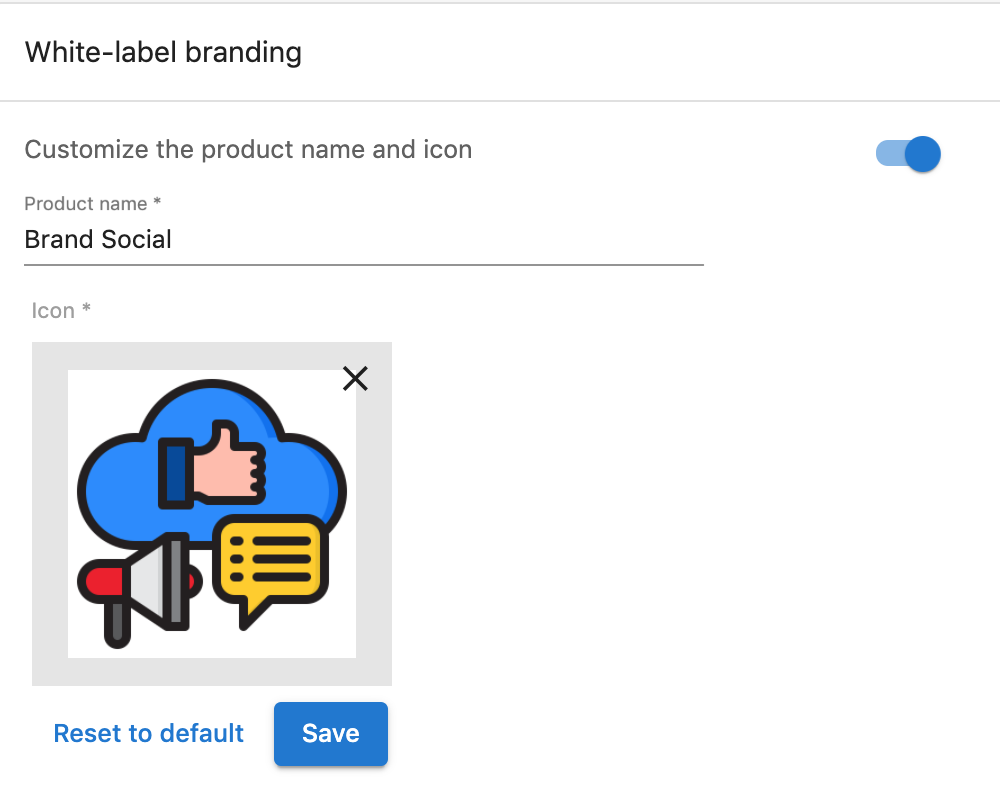 White-label branding
Customize the product name and icon
Product name *
Brand Social
Icon *
Reset to default
Save